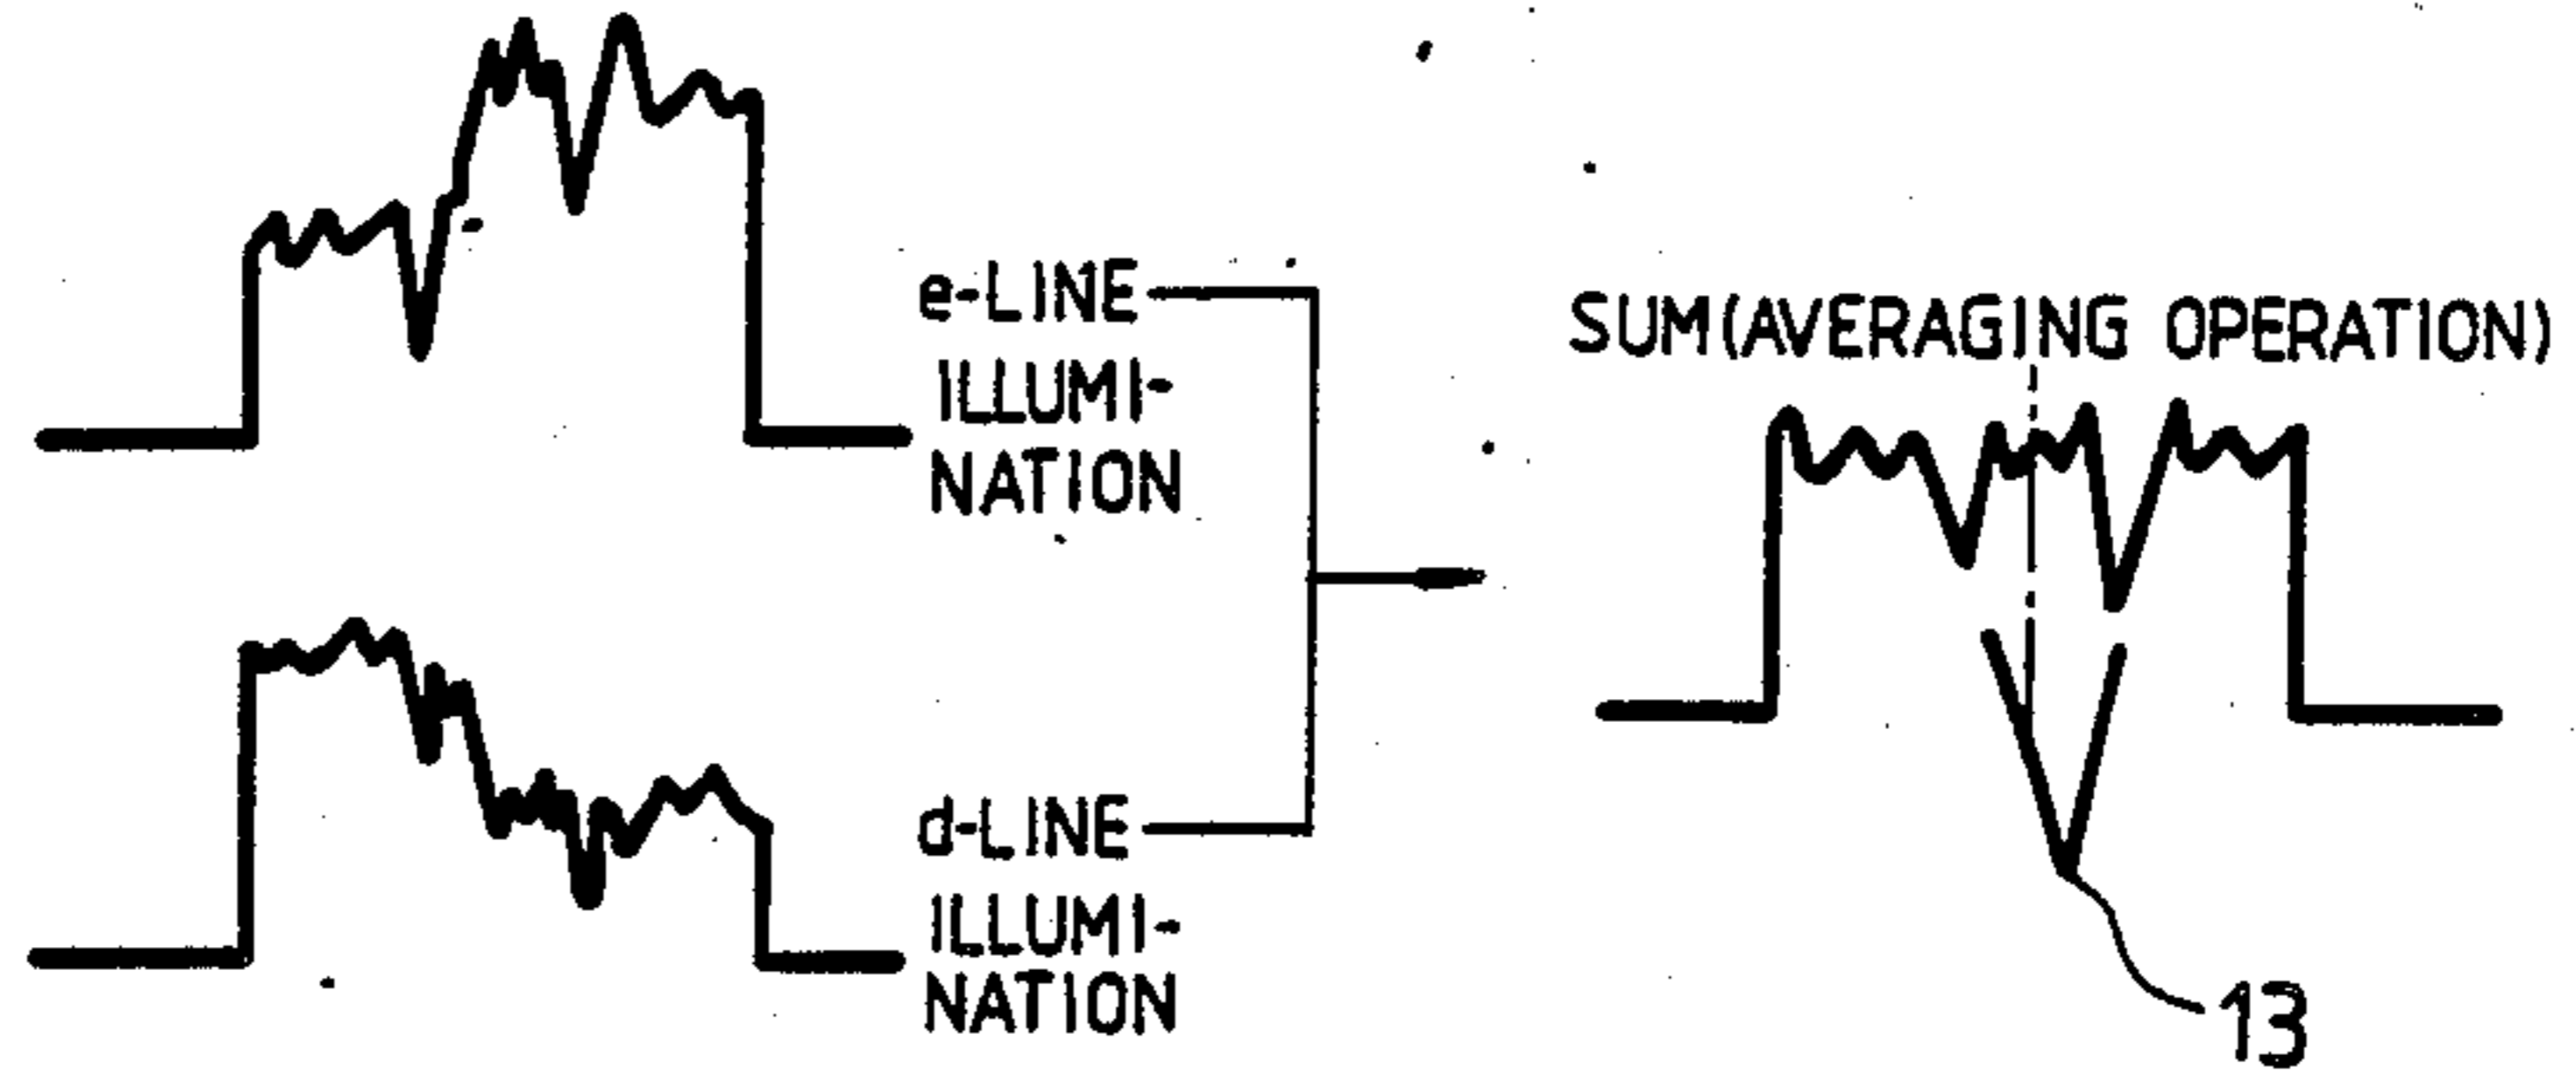 e-LINE
ILLUMI-
NATION
SUM(AVERAGING OPERATION)
d-LINE
ILLUMI-
NATION
13